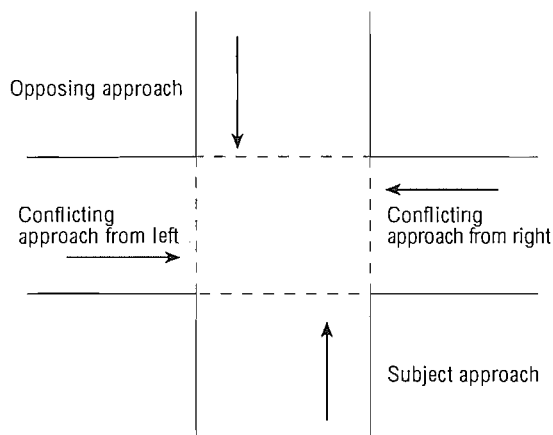 Opposing approach
Conflicting
approach from left
Conflicting
approach from right
Subject approach